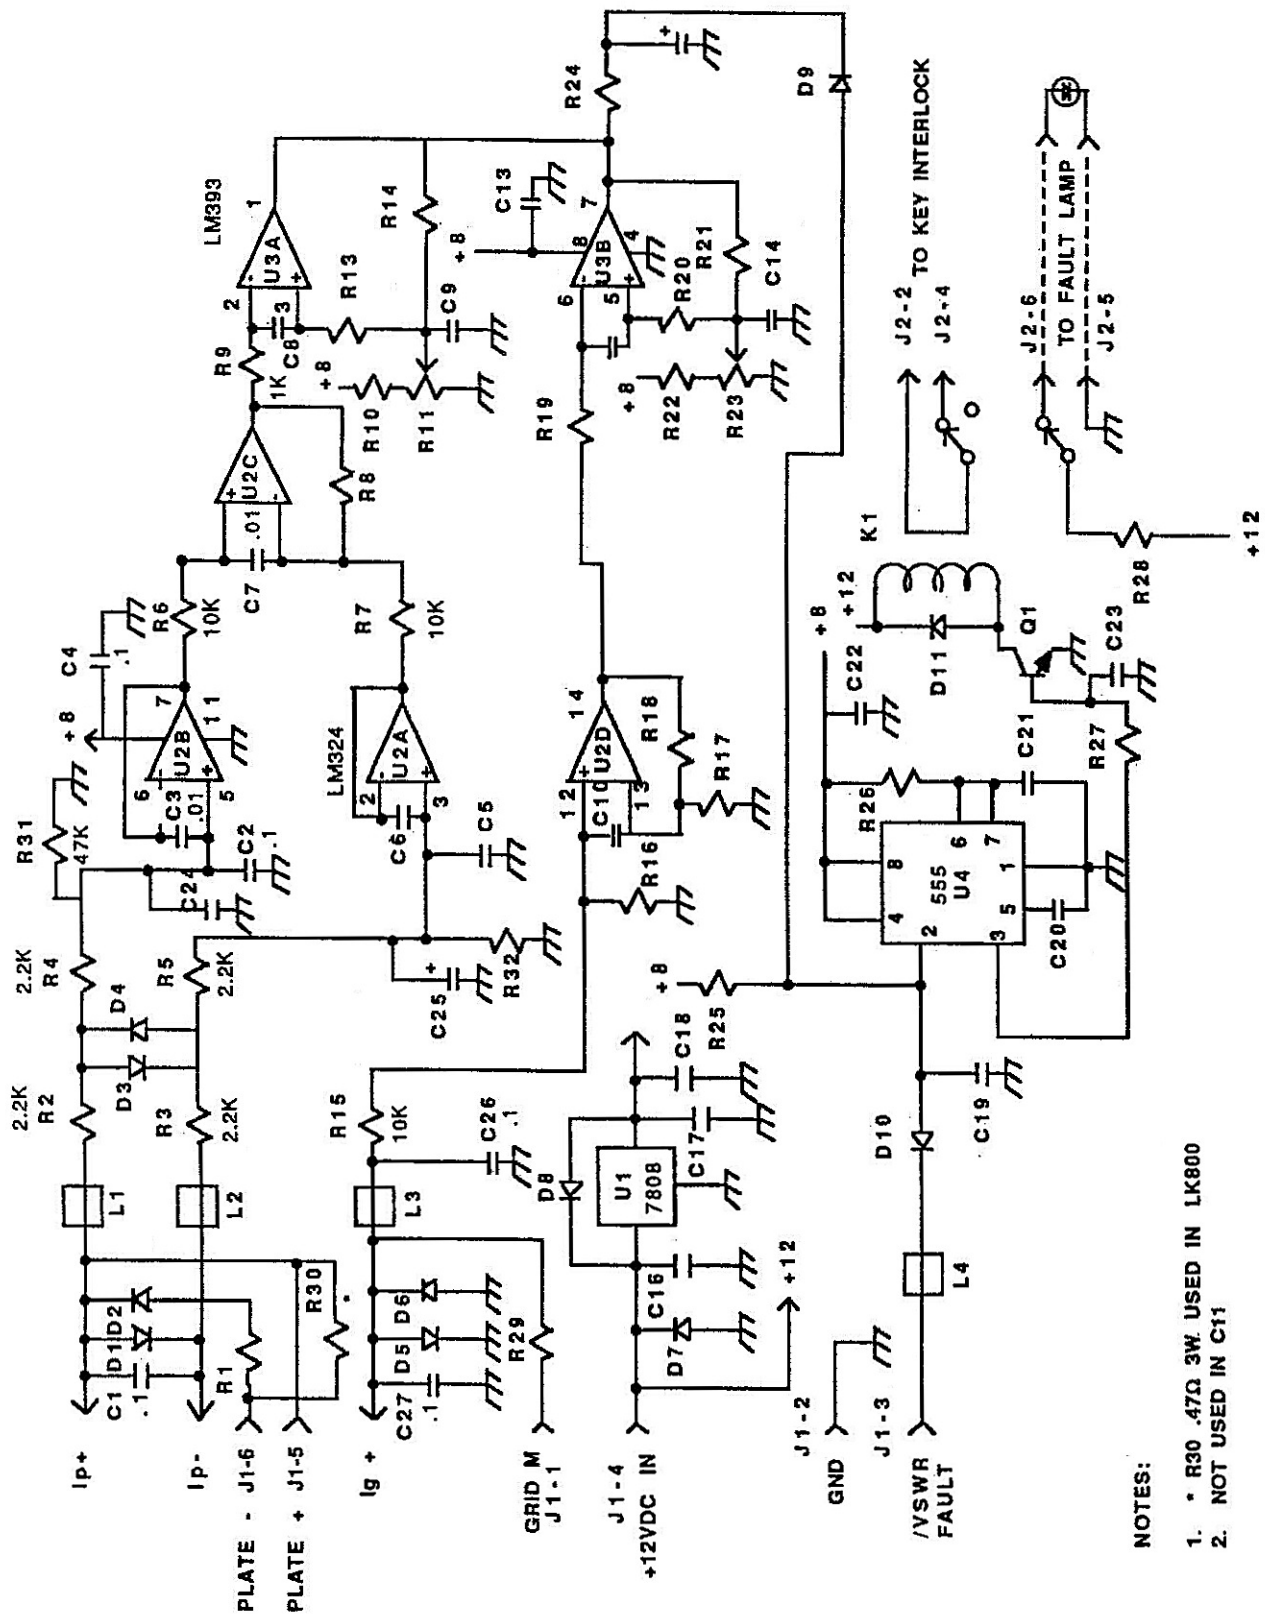 Ip+
C1
.1
D1
D2
L1
R2
2.2K
D3
D4
R4
2.2K
R31
47K
+8
C4
.1
Ip-
L2
R3
2.2K
R5
2.2K
C24
C2
.1
C3
.01
6
5
U2B
7
11
R6
10K
C7
.01
U2C
R8
R9
1K
C8
2
3
-
+
U3A
1
LM393
PLATE - J1-6
PLATE + J1-5
R1
R30
*
C25
+
R32
C5
C6
2
3
U2A
LM324
R7
10K
+8
R10
R11
R13
C9
R14
Ig +
C27
.1
D5
D6
L3
R15
10K
C26
.1
R16
C10
12
13
U2D
14
R18
R17
R19
6
5
U3B
8
4
7
+8
C13
+8
R22
R23
R20
R21
C14
R24
+
D9
GRID M
J1-1
R29
J1-4
+12VDC IN
D7
C16
+12
D8
U1
7808
C17
C18
+8
R25
J1-2
GND
J1-3
/VSWR
FAULT
L4
D10
C19
555
U4
4
8
2
3
5
1
6
7
C20
R26
C21
C22
+8
+12
D11
Q1
R27
C23
K1
J2-2
TO KEY INTERLOCK
J2-4
J2-6
TO FAULT LAMP
J2-5
R28
+12
NOTES:
1. * R30 .47Ω 3W USED IN LK800
2. NOT USED IN C11